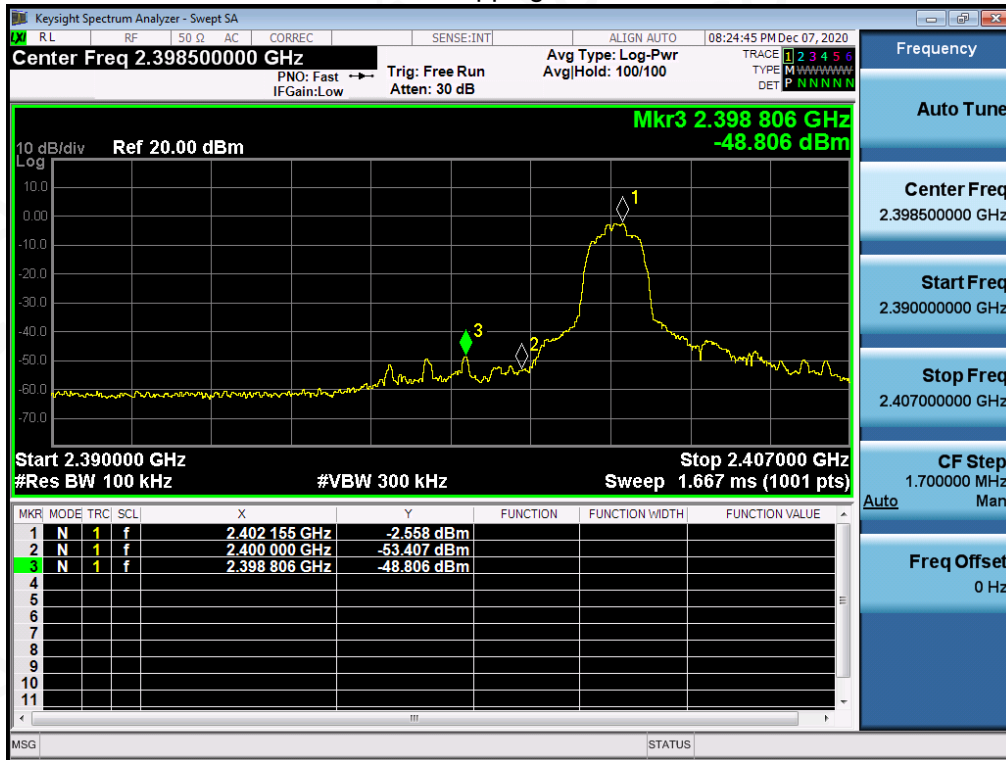 Keysight Spectrum Analyzer - Swept SA
LXI RL RF 50 Ω AC CORREC SENSE:INT ALIGN AUTO 08:24:45 PM Dec 07, 2020
Center Freq 2.398500000 GHz
PNO: Fast
IFGain:Low
Trig: Free Run
Atten: 30 dB
Avg Type: Log-Pwr
Avg|Hold: 100/100
TRACE 1 2 3 4 5 6
TYPE M W W W W W
DET P N N N N N
Mkr3 2.398 806 GHz
-48.806 dBm
10 dB/div Ref 20.00 dBm
Log
10.0
0.00
-10.0
-20.0
-30.0
-40.0
-50.0
-60.0
-70.0
1
2
3
Start 2.390000 GHz Stop 2.407000 GHz
#Res BW 100 kHz #VBW 300 kHz Sweep 1.667 ms (1001 pts)
MKR MODE TRC SCL X Y FUNCTION FUNCTION WIDTH FUNCTION VALUE
1 N 1 f 2.402 155 GHz -2.558 dBm
2 N 1 f 2.400 000 GHz -53.407 dBm
3 N 1 f 2.398 806 GHz -48.806 dBm
4
5
6
7
8
9
10
11
MSG STATUS
Frequency
Auto Tune
Center Freq
2.398500000 GHz
Start Freq
2.390000000 GHz
Stop Freq
2.407000000 GHz
CF Step
1.700000 MHz
Auto Man
Freq Offset
0 Hz